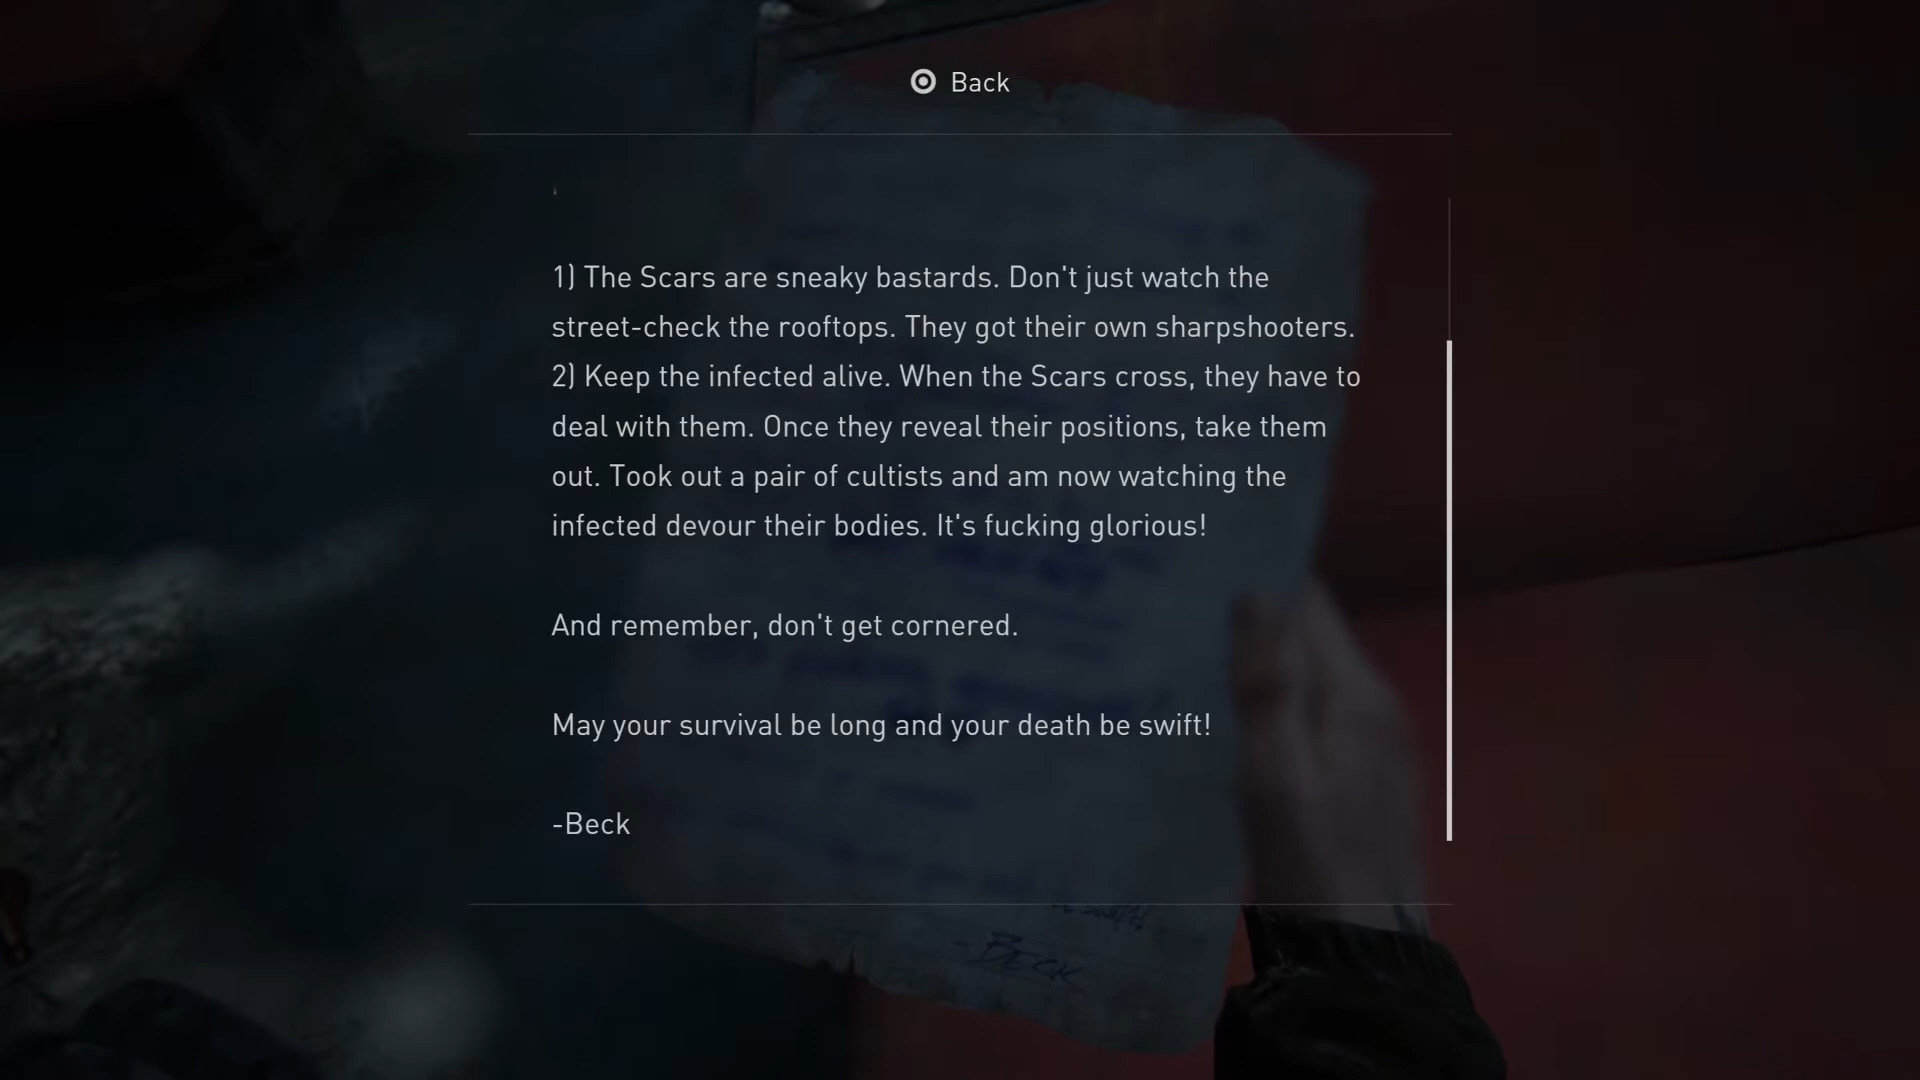 Back
1) The Scars are sneaky bastards. Don't just watch the
street-check the rooftops. They got their own sharpshooters.
2) Keep the infected alive. When the Scars cross, they have to
deal with them. Once they reveal their positions, take them
out. Took out a pair of cultists and am now watching the
infected devour their bodies. It's fucking glorious!
And remember, don't get cornered.
May your survival be long and your death be swift!
-Beck
-BECK